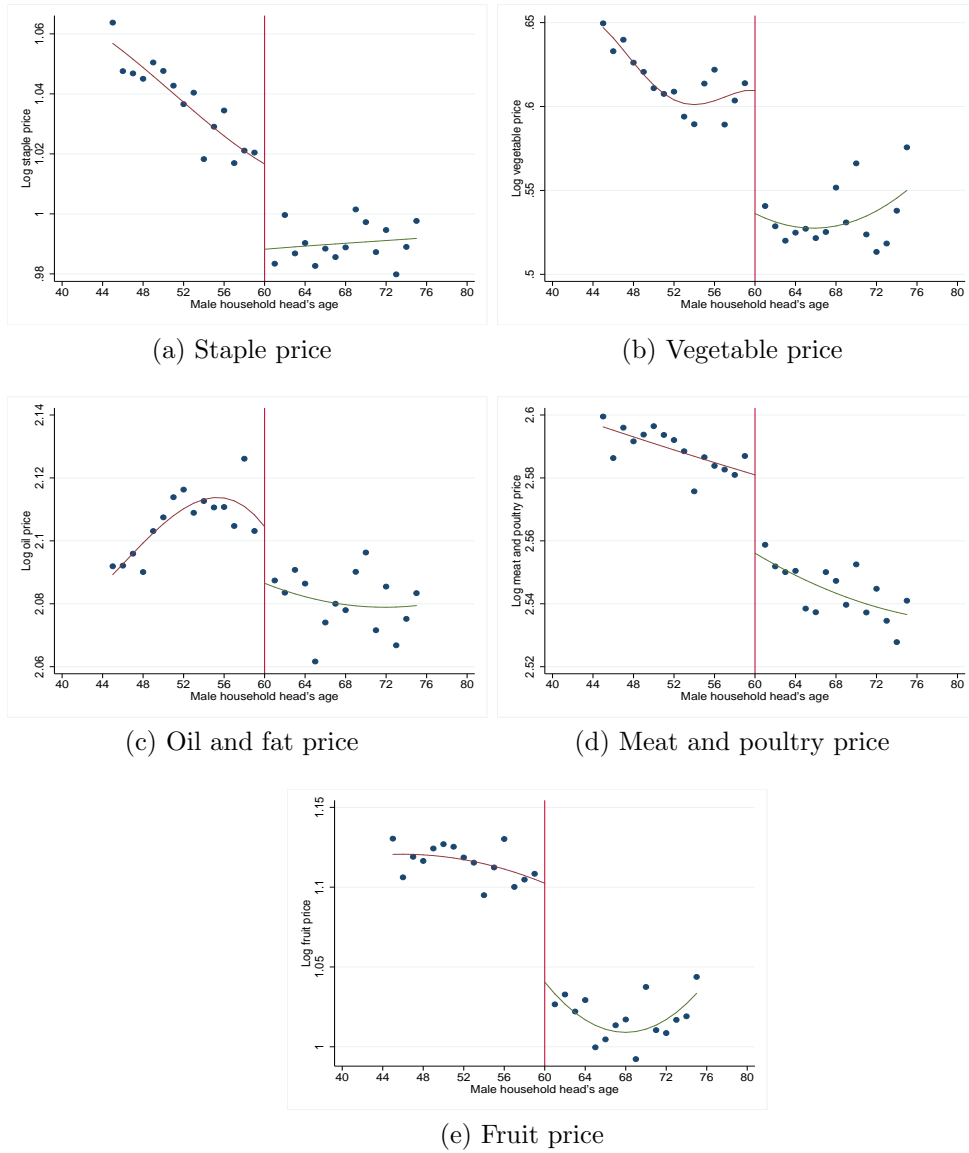 1.06
1.04
1.02
1
.98
Log staple price
40 44 48 52 56 60 64 68 72 76 80
Male household head's age
(a) Staple price
.65
.6
.55
.5
Log vegetable price
40 44 48 52 56 60 64 68 72 76 80
Male household head's age
(b) Vegetable price
2.14
2.12
2.1
2.08
2.06
Log oil price
40 44 48 52 56 60 64 68 72 76 80
Male household head's age
(c) Oil and fat price
2.6
2.58
2.56
2.54
2.52
Log meat and poultry price
40 44 48 52 56 60 64 68 72 76 80
Male household head's age
(d) Meat and poultry price
1.15
1.1
1.05
1
Log fruit price
40 44 48 52 56 60 64 68 72 76 80
Male household head's age
(e) Fruit price